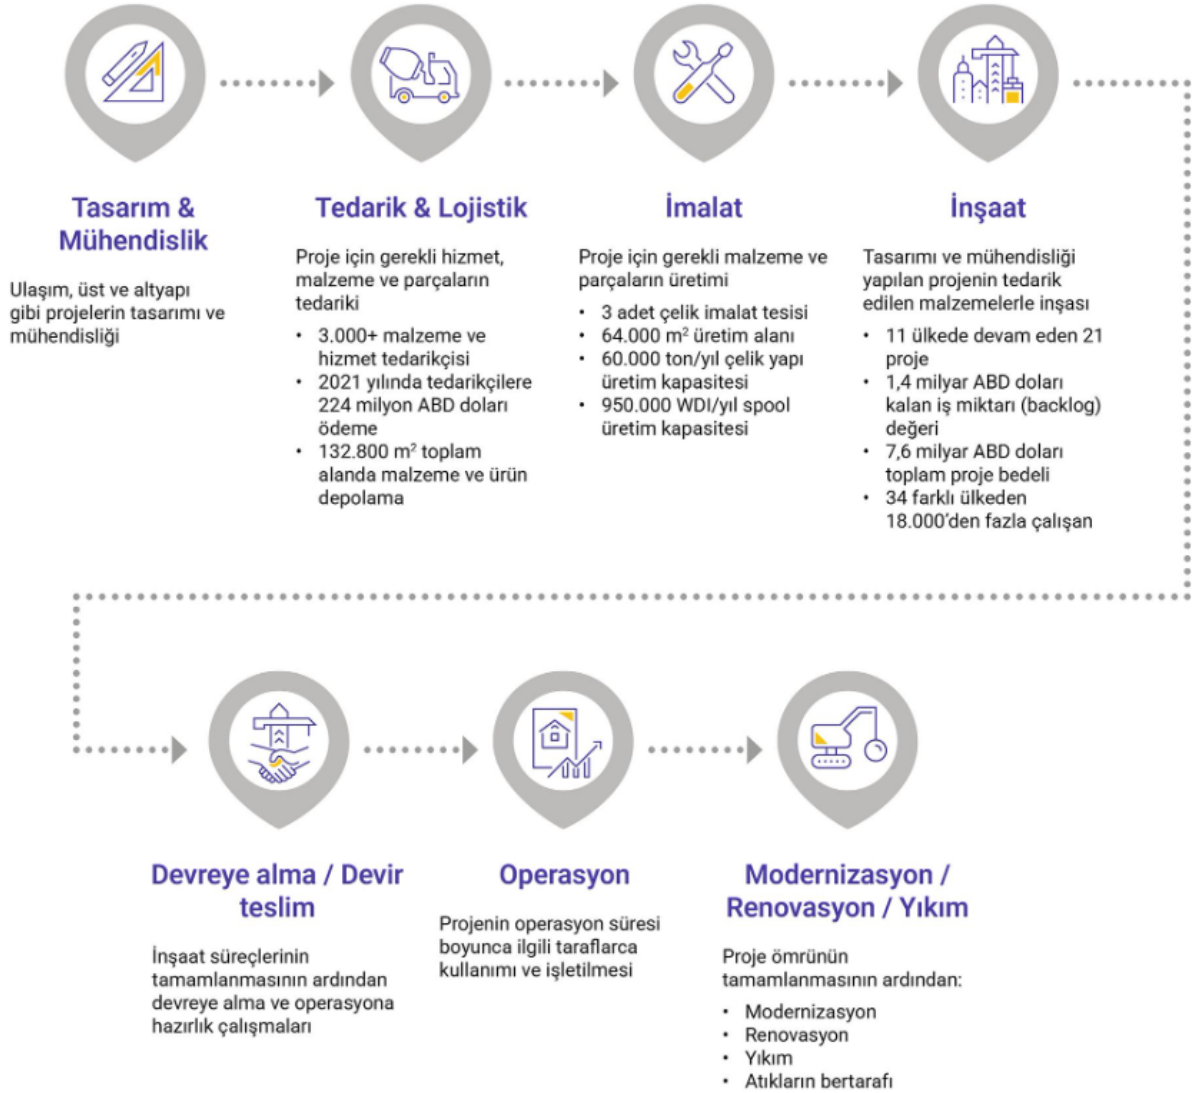 Tasarım &
Mühendislik
Ulaşım, üst ve altyapı
gibi projelerin tasarımı ve
mühendisliği
Tedarik & Lojistik
Proje için gerekli hizmet,
malzeme ve parçaların
tedariki
• 3.000+ malzeme ve
hizmet tedarikçisi
• 2021 yılında tedarikçilere
224 milyon ABD doları
ödeme
• 132.800 m² toplam
alanda malzeme ve ürün
depolama
İmalat
Proje için gerekli malzeme ve
parçaların üretimi
• 3 adet çelik imalat tesisi
• 64.000 m² üretim alanı
• 60.000 ton/yıl çelik yapı
üretim kapasitesi
• 950.000 WDI/yıl spool
üretim kapasitesi
İnşaat
Tasarımı ve mühendisliği
yapılan projenin tedarik
edilen malzemelerle inşası
• 11 ülkede devam eden 21
proje
• 1,4 milyar ABD doları
kalan iş miktarı (backlog)
değeri
• 7,6 milyar ABD doları
toplam proje bedeli
• 34 farklı ülkeden
18.000’den fazla çalışan
Devreye alma / Devir
teslim
İnşaat süreçlerinin
tamamlanmasının ardından
devreye alma ve operasyona
hazırlık çalışmaları
Operasyon
Projenin operasyon süresi
boyunca ilgili taraflarca
kullanımı ve işletilmesi
Modernizasyon /
Renovasyon / Yıkım
Proje ömrünün
tamamlanmasının ardından:
• Modernizasyon
• Renovasyon
• Yıkım
• Atıkların bertarafı